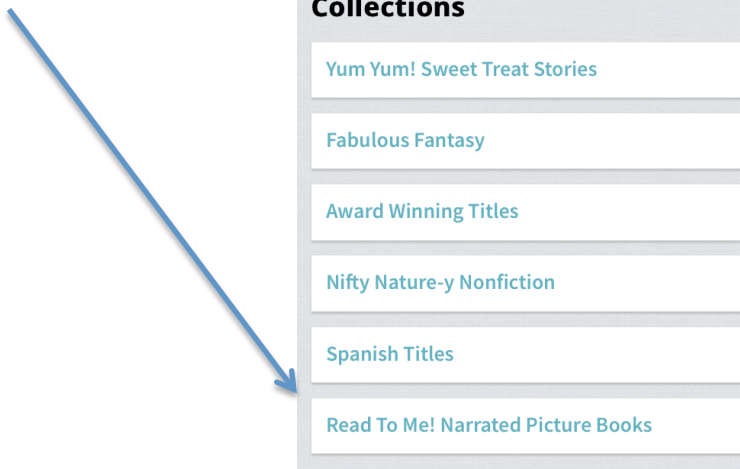 Collections
Yum Yum! Sweet Treat Stories
Fabulous Fantasy
Award Winning Titles
Nifty Nature-y Nonfiction
Spanish Titles
Read To Me! Narrated Picture Books